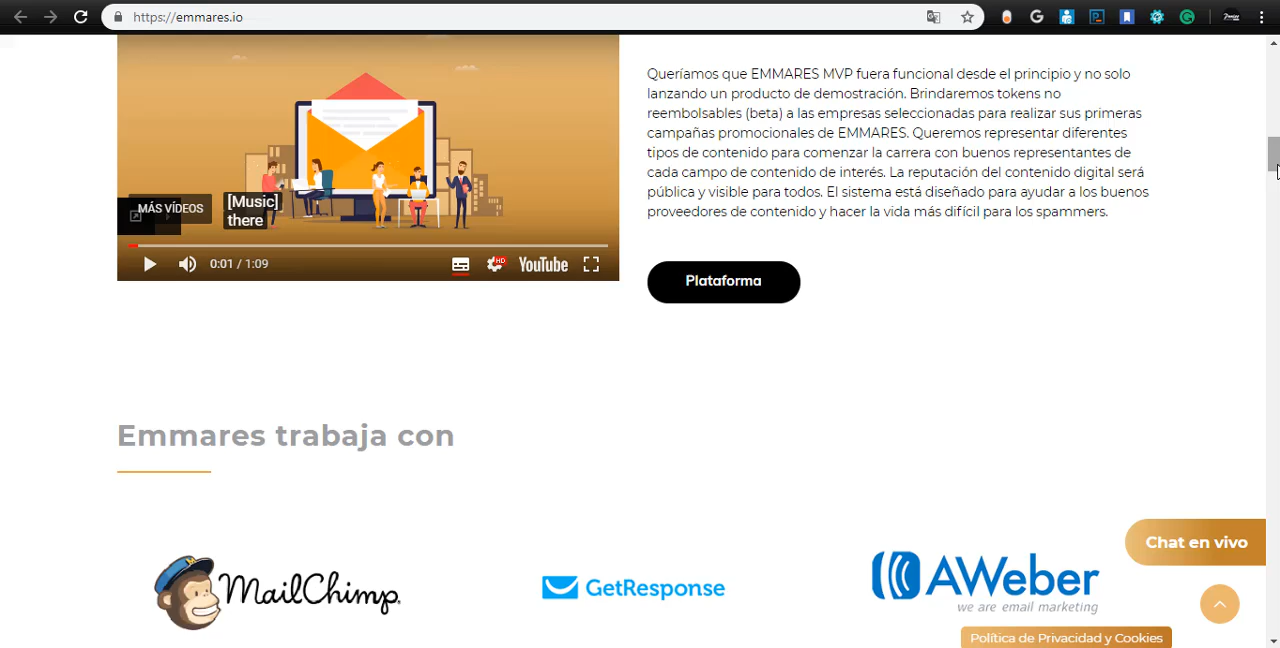 https://emmares.io
Queríamos que EMMARES MVP fuera funcional desde el principio y no solo
lanzando un producto de demostración. Brindaremos tokens no
reembolsables (beta) a las empresas seleccionadas para realizar sus primeras
campañas promocionales de EMMARES. Queremos representar diferentes
tipos de contenido para comenzar la carrera con buenos representantes de
cada campo de contenido de interés. La reputación del contenido digital será
pública y visible para todos. El sistema está diseñado para ayudar a los buenos
proveedores de contenido y hacer la vida más difícil para los spammers.
MÁS VÍDEOS
[Music]
there
0:01 / 1:09
HD
YouTube
Plataforma
Emmares trabaja con
Chat en vivo
MailChimp
GetResponse
AWeber
we are email marketing
Política de Privacidad y Cookies